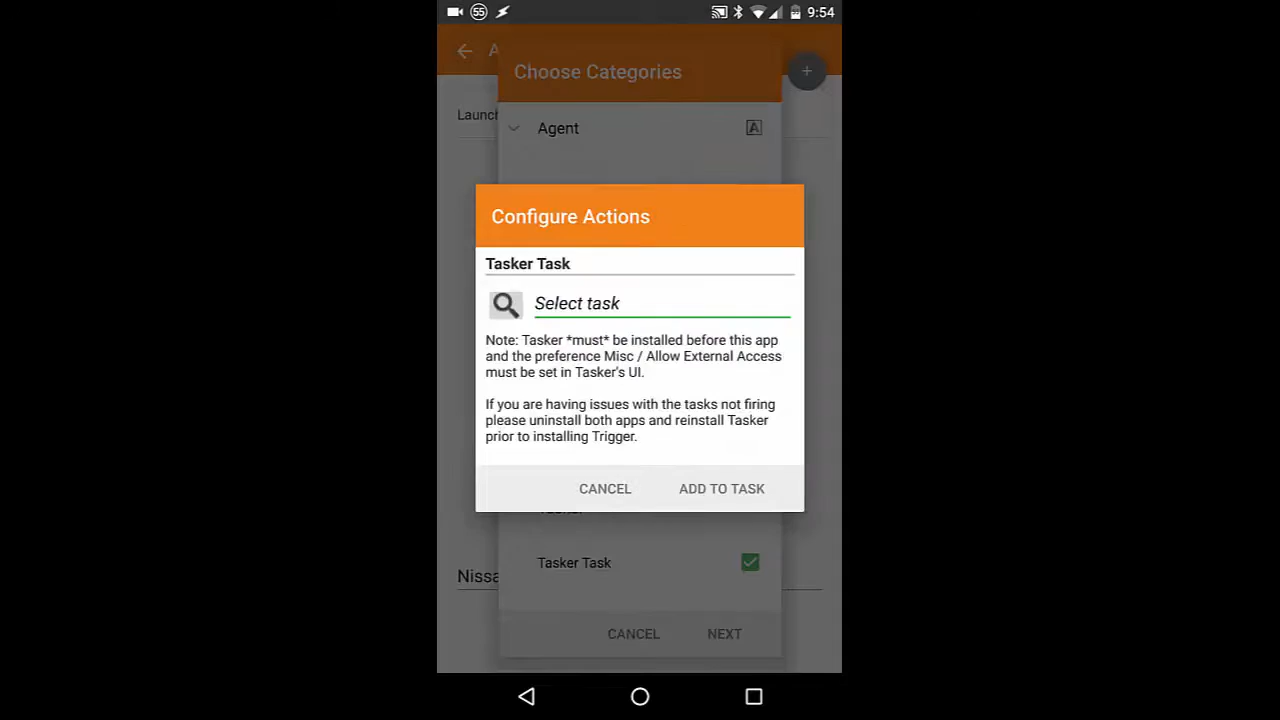 55
9:54
A
Choose Categories
+
Launch
Agent
A
Configure Actions
Tasker Task
Select task
Note: Tasker *must* be installed before this app
and the preference Misc / Allow External Access
must be set in Tasker's UI.
If you are having issues with the tasks not firing
please uninstall both apps and reinstall Tasker
prior to installing Trigger.
CANCEL
ADD TO TASK
Tasker Task
Nissa
CANCEL
NEXT